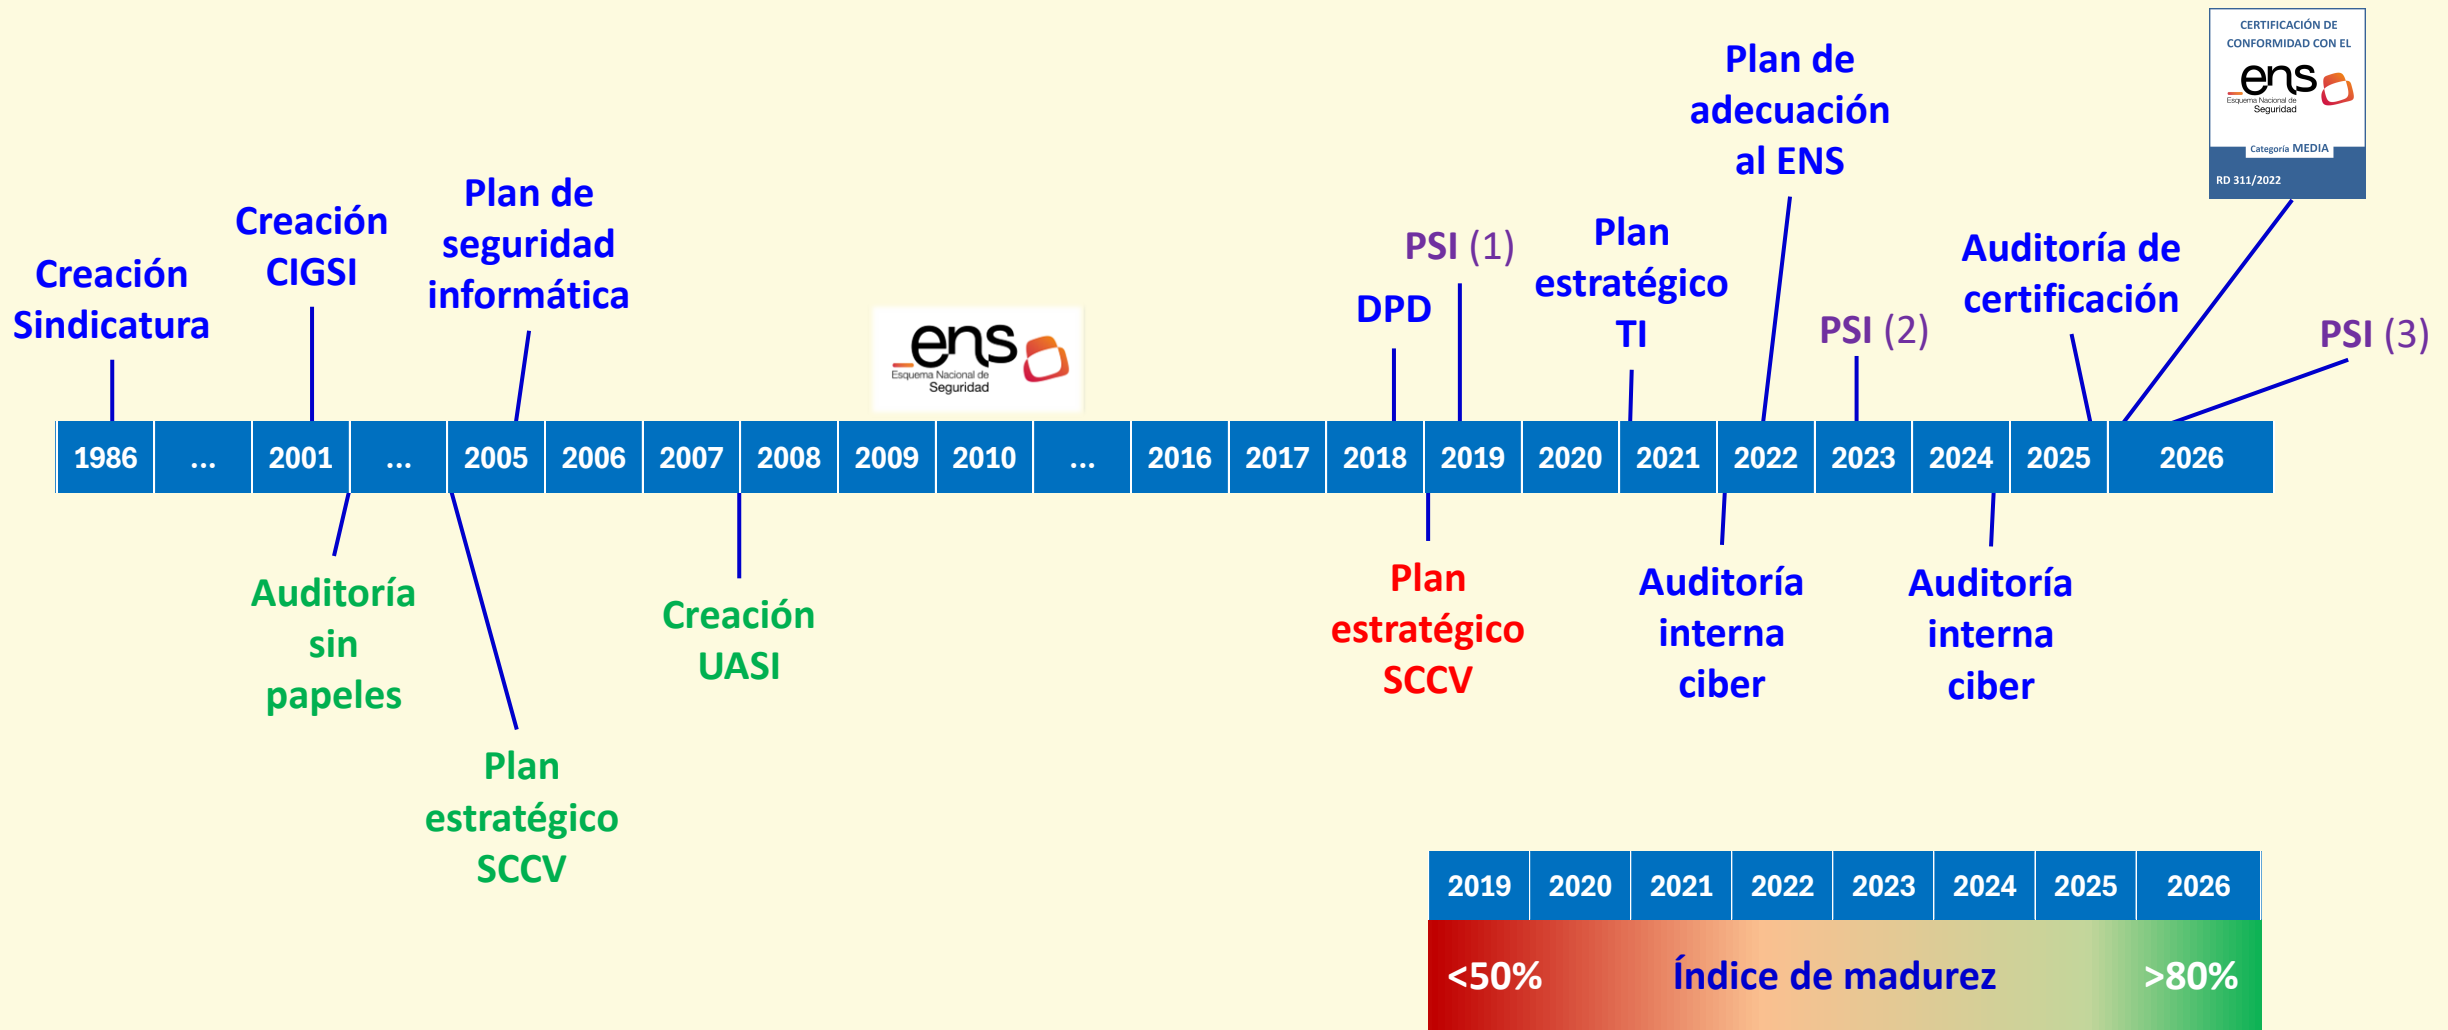 CERTIFICACIÓN DE
CONFORMIDAD CON EL
ens
Esquema Nacional de
Seguridad
Categoría MEDIA
RD 311/2022
Plan de
adecuación
al ENS
Plan de
seguridad
informática
Creación
CIGSI
Creación
Sindicatura
ens
Esquema Nacional de
Seguridad
PSI (1)
DPD
Plan
estratégico
TI
PSI (2)
Auditoría de
certificación
PSI (3)
1986 ... 2001 ... 2005 2006 2007 2008 2009 2010 ... 2016 2017 2018 2019 2020 2021 2022 2023 2024 2025 2026
Auditoría
sin
papeles
Plan
estratégico
SCCV
Creación
UASI
Plan
estratégico
SCCV
Auditoría
interna
ciber
Auditoría
interna
ciber
2019 2020 2021 2022 2023 2024 2025 2026
<50% Índice de madurez >80%